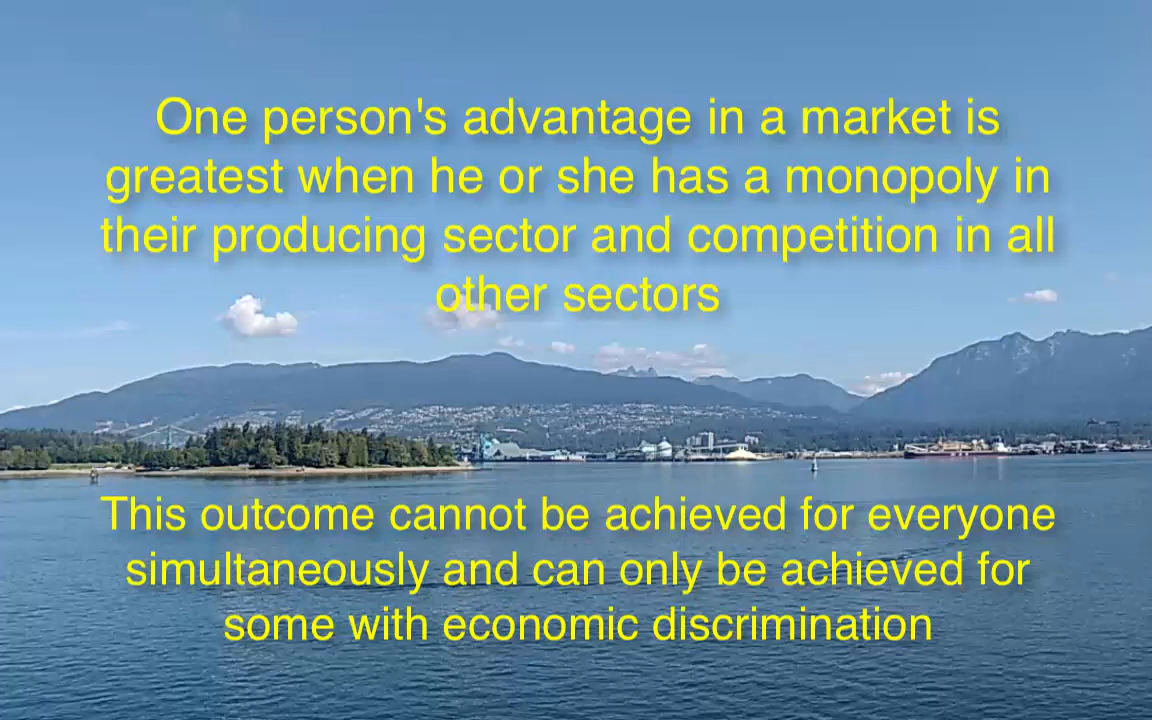 One person's advantage in a market is
greatest when he or she has a monopoly in
their producing sector and competition in all
other sectors
This outcome cannot be achieved for everyone
simultaneously and can only be achieved for
some with economic discrimination